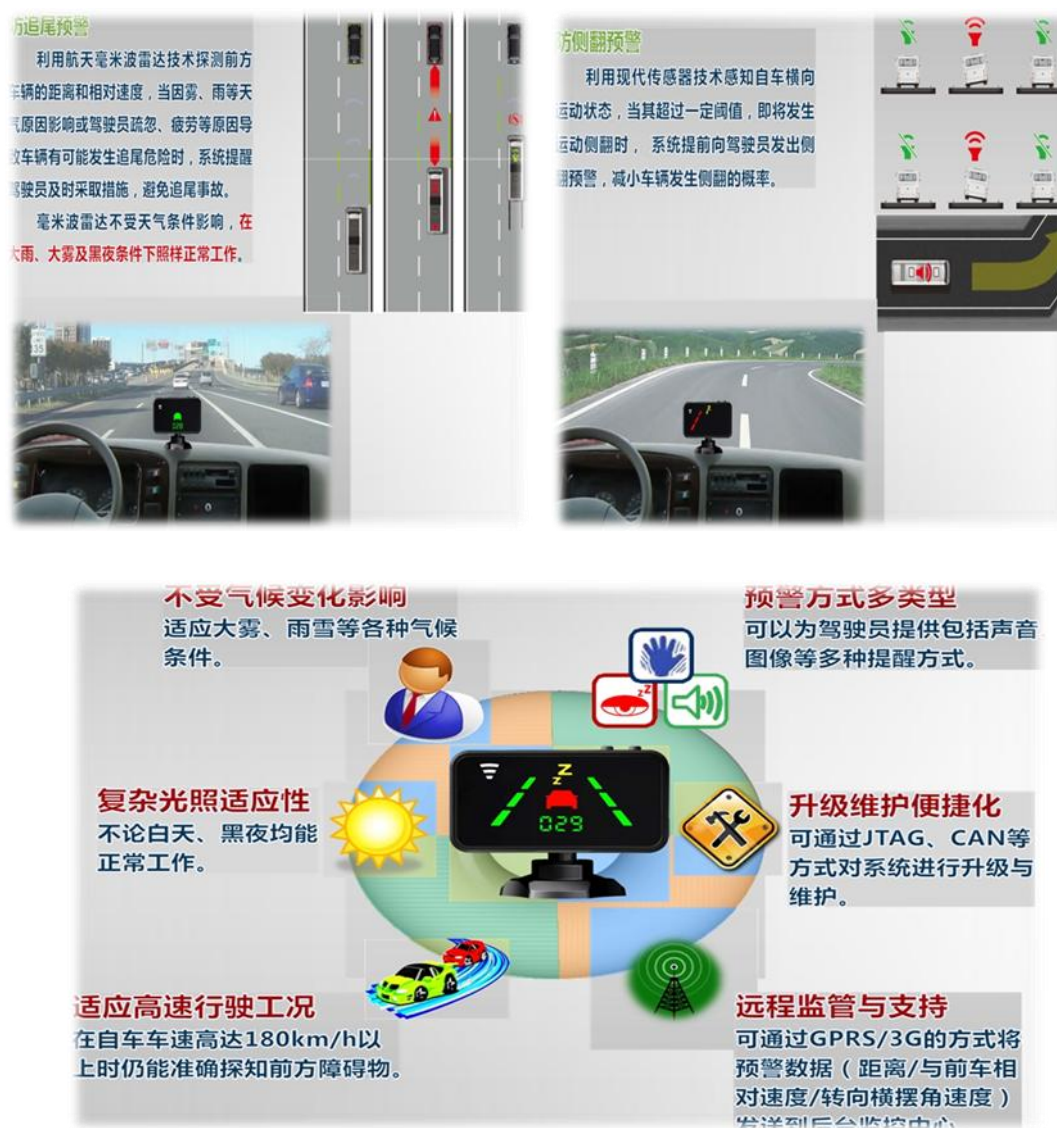 防追尾预警
利用航天毫米波雷达技术探测前方
车辆的距离和相对速度，当因雾、雨等天
气原因影响或驾驶员疏忽、疲劳等原因导
致车辆有可能发生追尾危险时，系统提醒
驾驶员及时采取措施，避免追尾事故。
毫米波雷达不受天气条件影响，在
大雨、大雾及黑夜条件下照样正常工作。
防侧翻预警
利用现代传感器技术感知自车横向
运动状态，当其超过一定阈值，即将发生
运动侧翻时， 系统提前向驾驶员发出侧
翻预警，减小车辆发生侧翻的概率。
不受气候变化影响
适应大雾、雨雪等各种气候
条件。
预警方式多类型
可以为驾驶员提供包括声音
图像等多种提醒方式。
复杂光照适应性
不论白天、黑夜均能
正常工作。
z
Z
Z
z
029
升级维护便捷化
可通过JTAG、CAN等
方式对系统进行升级与
维护。
适应高速行驶工况
在自车车速高达180km/h以
上时仍能准确探知前方障碍物。
远程监管与支持
可通过GPRS/3G的方式将
预警数据（距离/与前车相
对速度/转向横摆角速度）
发送到后台监控中心